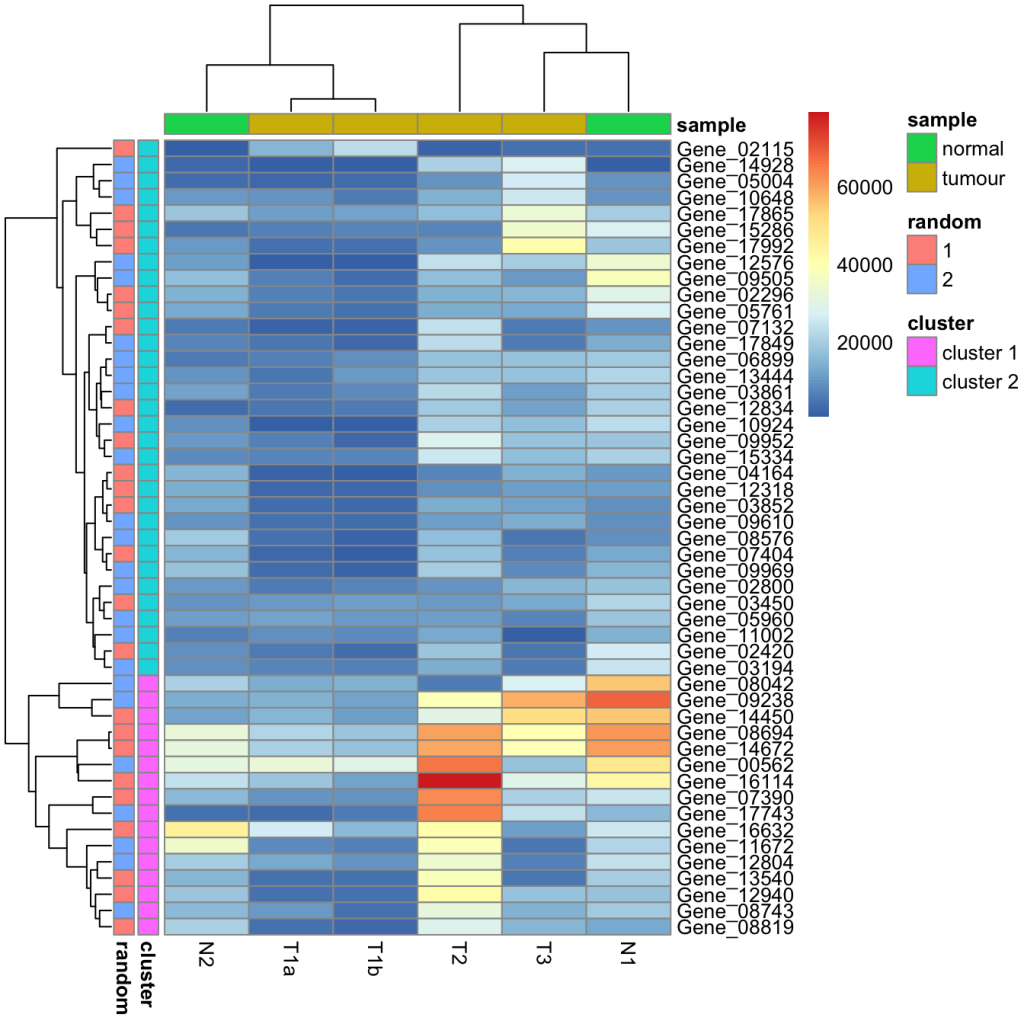 sample
Gene_02115
Gene_14928
Gene_05004
Gene_10648
Gene_17865
Gene_15286
Gene_17992
Gene_12576
Gene_09505
Gene_02296
Gene_05761
Gene_07132
Gene_17849
Gene_06899
Gene_13444
Gene_03861
Gene_12834
Gene_10924
Gene_09952
Gene_15334
Gene_04164
Gene_12318
Gene_03852
Gene_09610
Gene_08576
Gene_07404
Gene_09969
Gene_02800
Gene_03450
Gene_05960
Gene_11002
Gene_02420
Gene_03194
Gene_08042
Gene_09238
Gene_14450
Gene_08694
Gene_14672
Gene_00562
Gene_16114
Gene_07390
Gene_17743
Gene_16632
Gene_11672
Gene_12804
Gene_13540
Gene_12940
Gene_08743
Gene_08819
random
cluster
N2
T1a
T1b
T2
T3
N1
60000
40000
20000
sample
normal
tumour
random
1
2
cluster
cluster 1
cluster 2